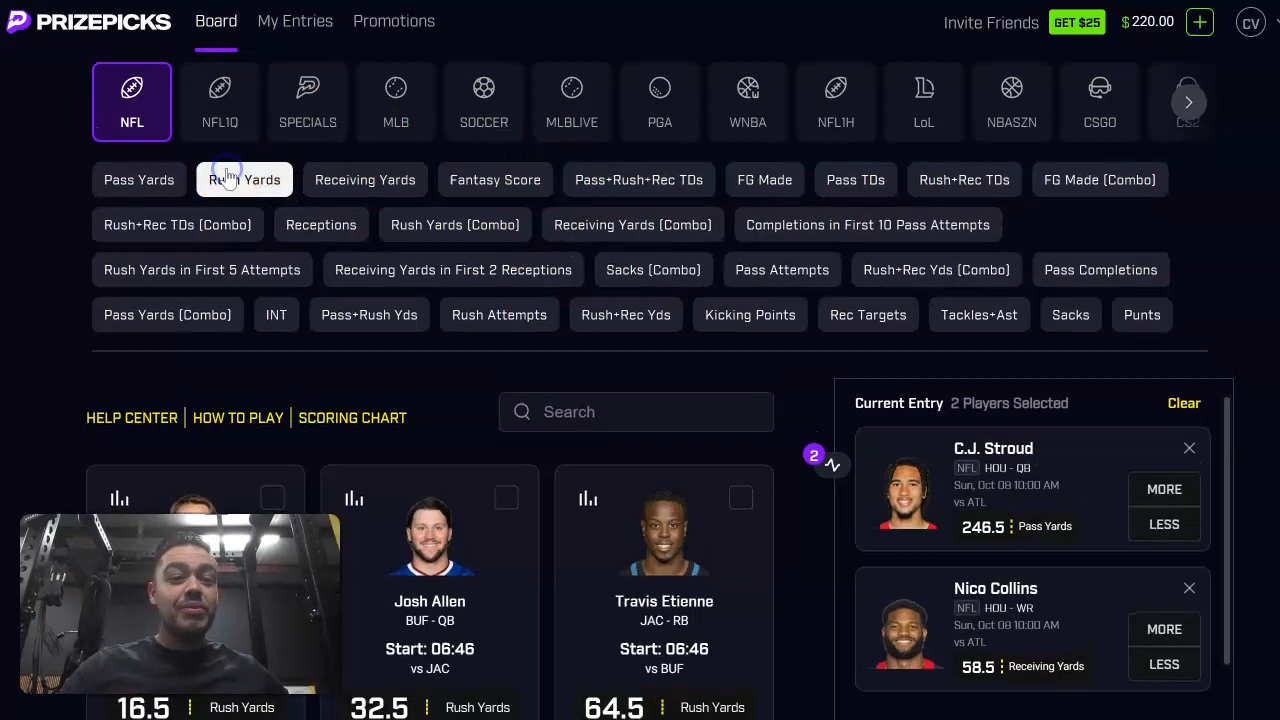 PRIZEPICKS Board My Entries Promotions Invite Friends GET $25 $220.00 CV
NFL NFL1Q SPECIALS MLB SOCCER MLBLIVE PGA WNBA NFL1H LoL NBASZN CSGO CS2
Pass Yards Rush Yards Receiving Yards Fantasy Score Pass+Rush+Rec TDs FG Made Pass TDs Rush+Rec TDs FG Made (Combo)
Rush+Rec TDs (Combo) Receptions Rush Yards (Combo) Receiving Yards (Combo) Completions in First 10 Pass Attempts
Rush Yards in First 5 Attempts Receiving Yards in First 2 Receptions Sacks (Combo) Pass Attempts Rush+Rec Yds (Combo) Pass Completions
Pass Yards (Combo) INT Pass+Rush Yds Rush Attempts Rush+Rec Yds Kicking Points Rec Targets Tackles+Ast Sacks Punts
HELP CENTER HOW TO PLAY SCORING CHART
Search
16.5 Rush Yards
Josh Allen
BUF - QB
Start: 06:46
vs JAC
32.5 Rush Yards
Travis Etienne
JAC - RB
Start: 06:46
vs BUF
64.5 Rush Yards
2
Current Entry 2 Players Selected Clear
C.J. Stroud
NFL HOU - QB
Sun, Oct 08 10:00 AM
vs ATL
246.5 Pass Yards
MORE
LESS
Nico Collins
NFL HOU - WR
Sun, Oct 08 10:00 AM
vs ATL
58.5 Receiving Yards
MORE
LESS